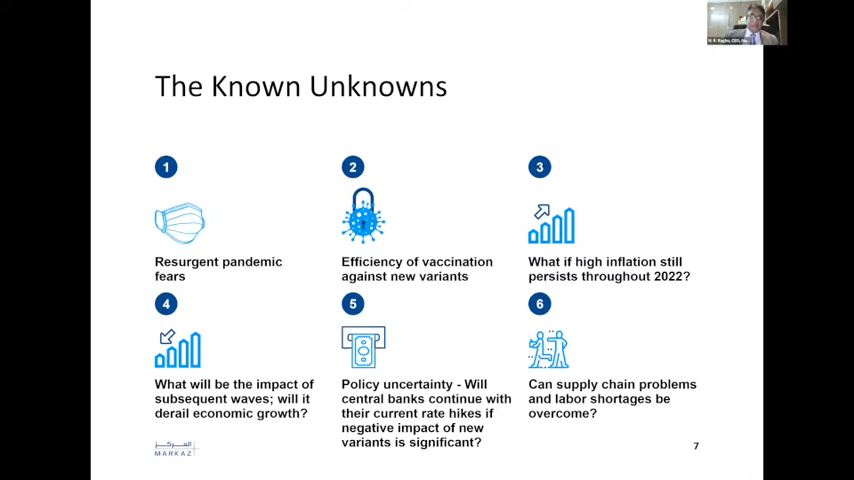 The Known Unknowns
1
2
3
Resurgent pandemic
fears
Efficiency of vaccination
against new variants
What if high inflation still
persists throughout 2022?
4
5
6
What will be the impact of
subsequent waves; will it
derail economic growth?
Policy uncertainty - Will
central banks continue with
their current rate hikes if
negative impact of new
variants is significant?
Can supply chain problems
and labor shortages be
overcome?
المركز
MARKAZ
7